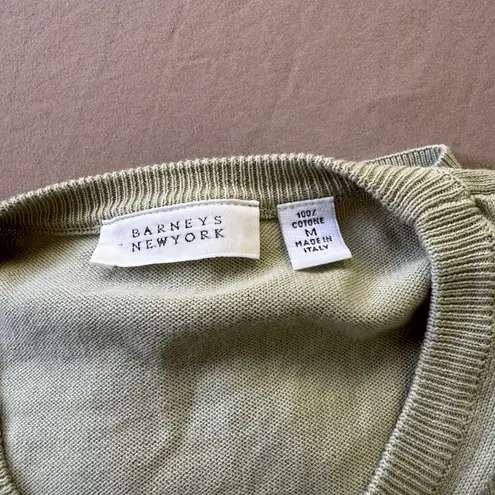 BARNEYS
NEWYORK
100%
COTONE
M
MADE IN
ITALY